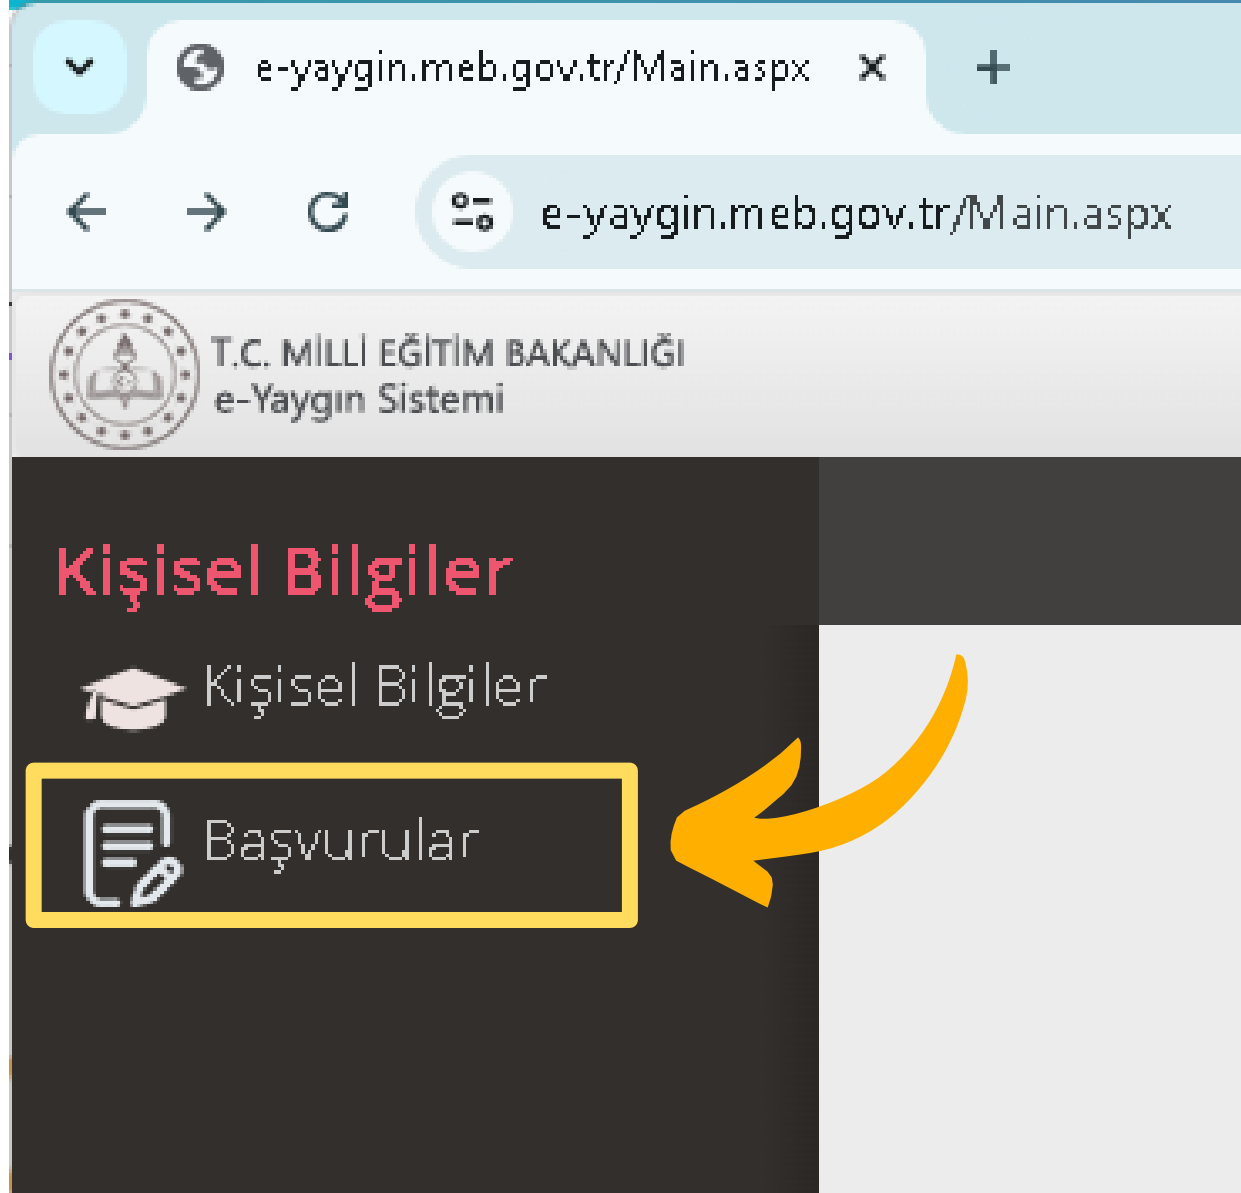 e-yaygin.meb.gov.tr/Main.aspx
e-yaygin.meb.gov.tr/Main.aspx
T.C. MİLLİ EĞİTİM BAKANLIĞI
e-Yaygın Sistemi
Kişisel Bilgiler
Kişisel Bilgiler
Başvurular